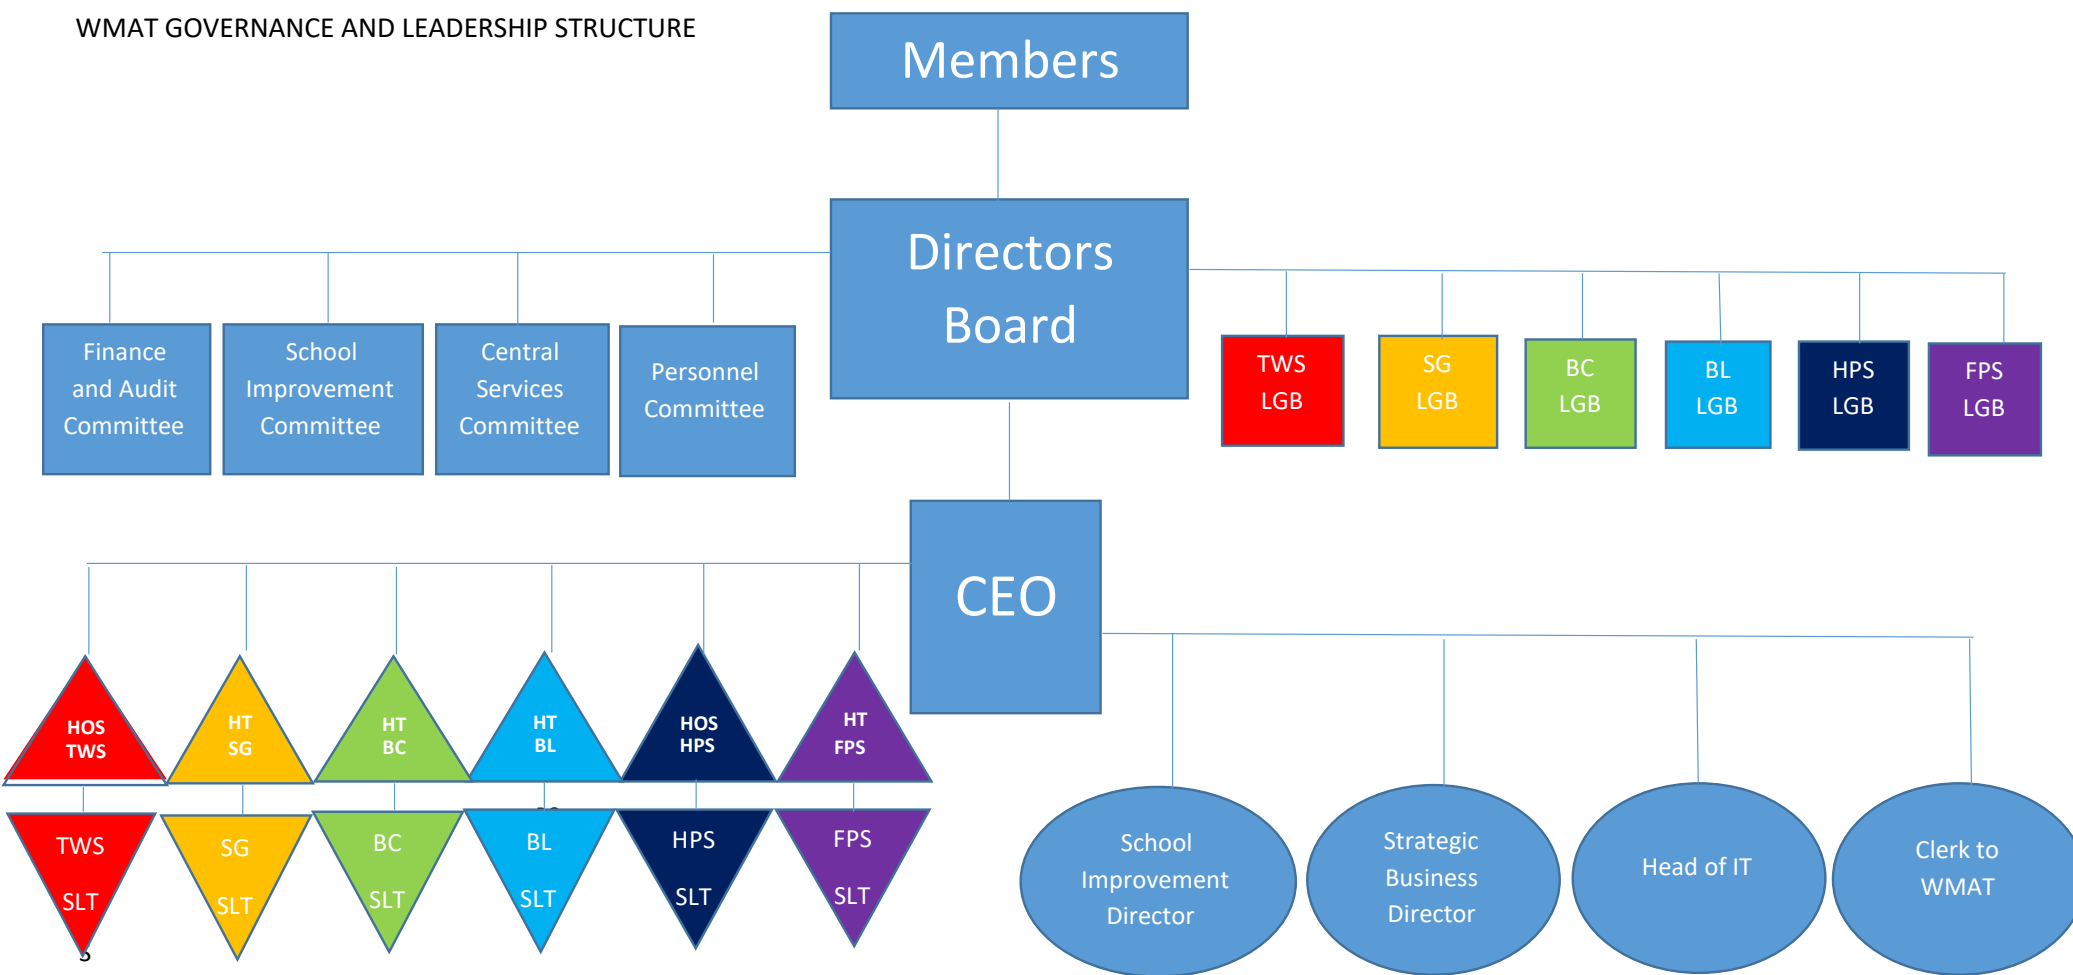 WMAT GOVERNANCE AND LEADERSHIP STRUCTURE
Members
Directors
Board
Finance
and Audit
Committee
School
Improvement
Committee
Central
Services
Committee
Personnel
Committee
TWS
LGB
SG
LGB
BC
LGB
BL
LGB
HPS
LGB
FPS
LGB
CEO
HOS
TWS
HT
SG
HT
BC
HT
BL
HOS
HPS
HT
FPS
TWS
SLT
SG
SLT
BC
SLT
BL
SLT
HPS
SLT
FPS
SLT
School
Improvement
Director
Strategic
Business
Director
Head of IT
Clerk to
WMAT